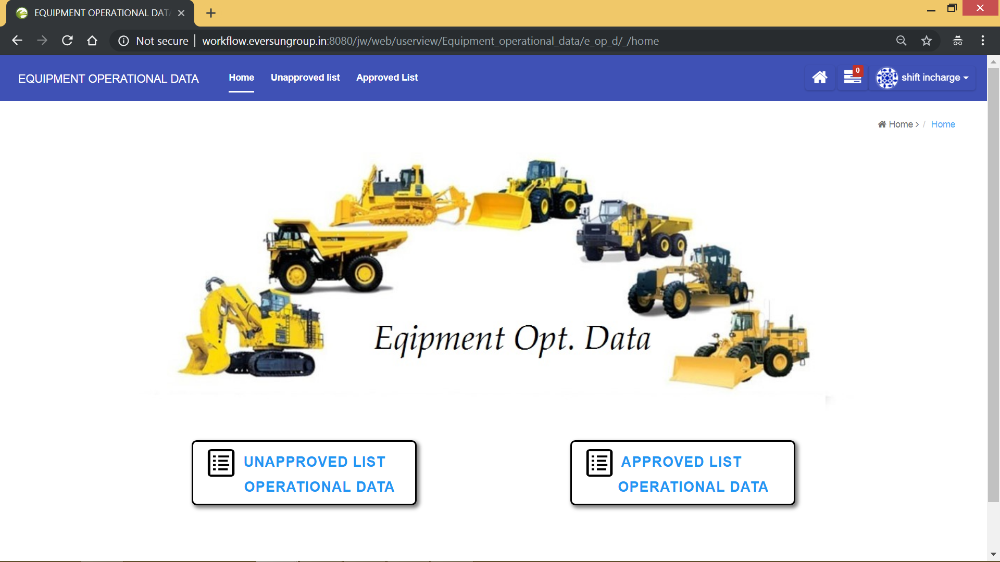 EQUIPMENT OPERATIONAL DAT
Not secure workflow.eversungroup.in:8080/jw/web/userview/Equipment_operational_data/e_op_d/_/home
EQUIPMENT OPERATIONAL DATA Home Unapproved list Approved List 0 shift incharge
Home > / Home
Eqipment Opt. Data
UNAPPROVED LIST
OPERATIONAL DATA
APPROVED LIST
OPERATIONAL DATA